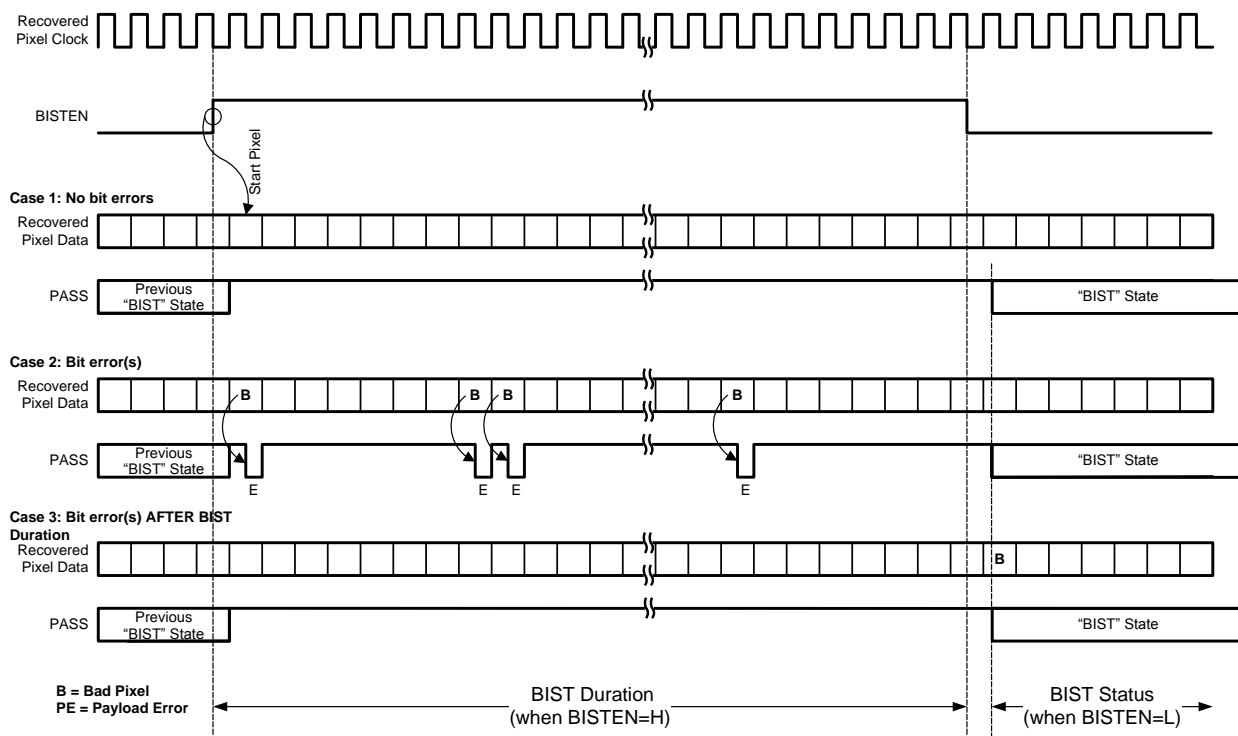 Recovered
Pixel Clock
BISTEN
Start Pixel
Case 1: No bit errors
Recovered
Pixel Data
PASS
Previous
“BIST” State
“BIST” State
Case 2: Bit error(s)
Recovered
Pixel Data
B
B
B
B
PASS
Previous
“BIST” State
“BIST” State
E
E
E
E
Case 3: Bit error(s) AFTER BIST
Duration
Recovered
Pixel Data
B
PASS
Previous
“BIST” State
“BIST” State
B = Bad Pixel
PE = Payload Error
BIST Duration
(when BISTEN=H)
BIST Status
(when BISTEN=L)